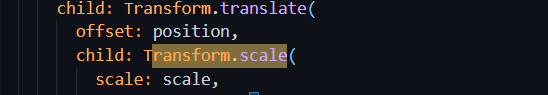 child: Transform.translate(
offset: position,
child: Transform.scale(
scale: scale,